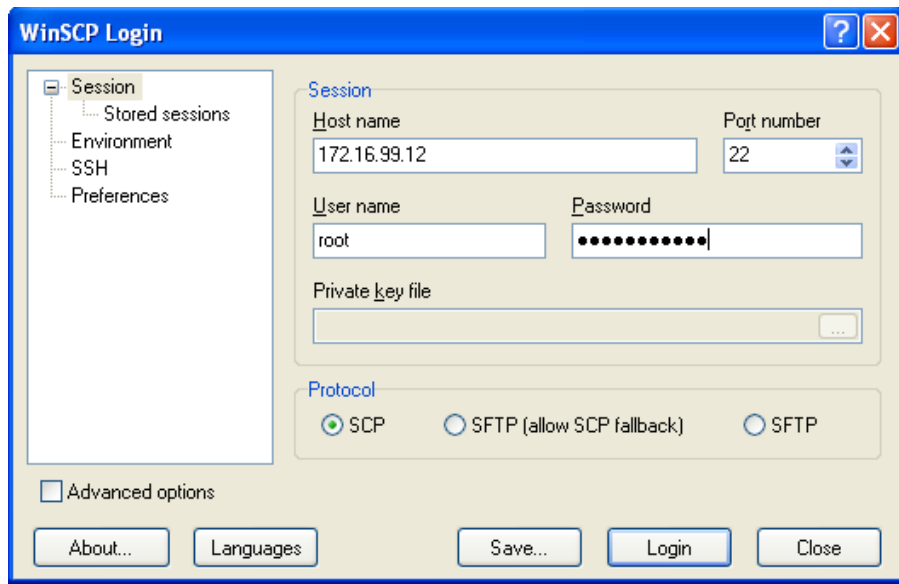 WinSCP Login
Session
Stored sessions
Environment
SSH
Preferences
Session
Host name Port number
172.16.99.12 22
User name Password
root ●●●●●●●●●●●
Private key file
...
Protocol
SCP SFTP (allow SCP fallback) SFTP
Advanced options
About... Languages Save... Login Close